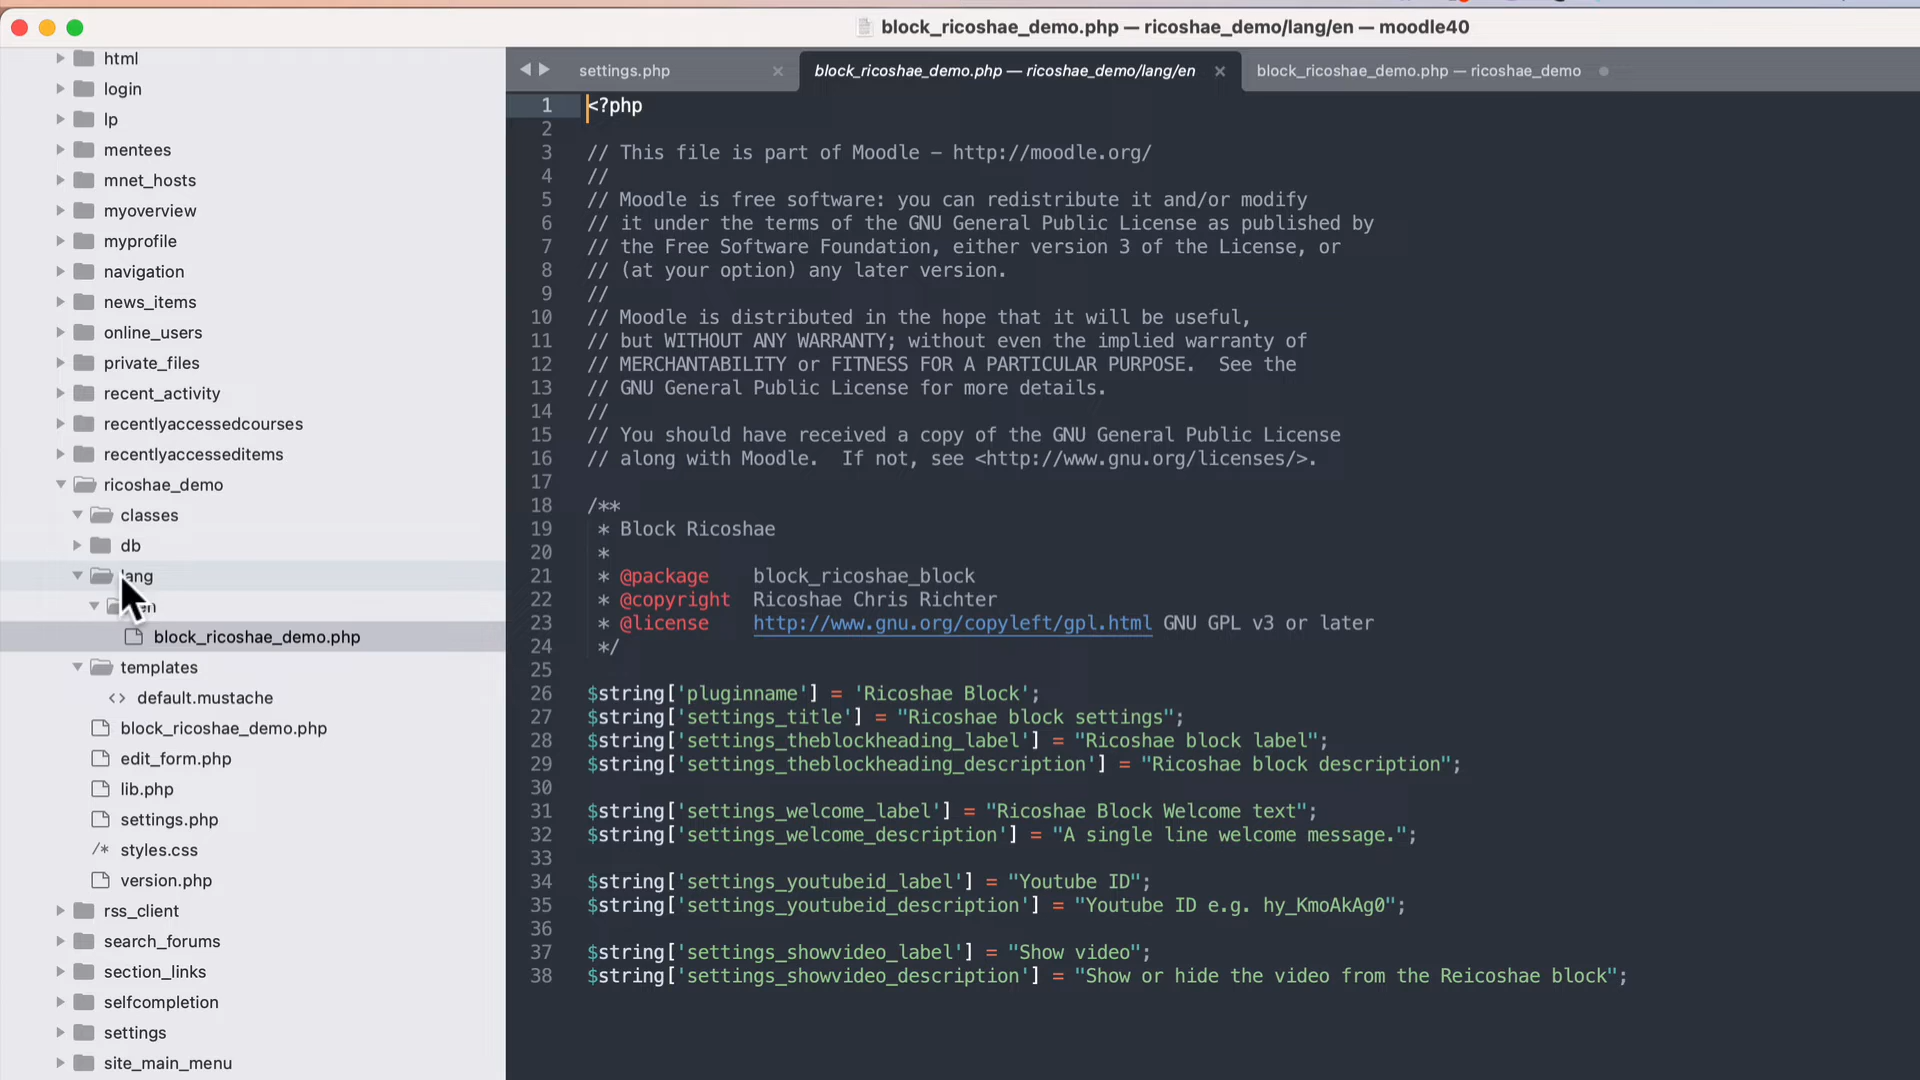 block_ricoshae_demo.php — ricoshae_demo/lang/en — moodle40
html
login
lp
mentees
mnet_hosts
myoverview
myprofile
navigation
news_items
online_users
private_files
recent_activity
recentlyaccessedcourses
recentlyaccesseditems
ricoshae_demo
classes
db
lang
en
block_ricoshae_demo.php
templates
<> default.mustache
block_ricoshae_demo.php
edit_form.php
lib.php
settings.php
/* styles.css
version.php
rss_client
search_forums
section_links
selfcompletion
settings
site_main_menu
settings.php
block_ricoshae_demo.php — ricoshae_demo/lang/en
block_ricoshae_demo.php — ricoshae_demo
1 <?php
2
3 // This file is part of Moodle - http://moodle.org/
4 //
5 // Moodle is free software: you can redistribute it and/or modify
6 // it under the terms of the GNU General Public License as published by
7 // the Free Software Foundation, either version 3 of the License, or
8 // (at your option) any later version.
9 //
10 // Moodle is distributed in the hope that it will be useful,
11 // but WITHOUT ANY WARRANTY; without even the implied warranty of
12 // MERCHANTABILITY or FITNESS FOR A PARTICULAR PURPOSE.  See the
13 // GNU General Public License for more details.
14 //
15 // You should have received a copy of the GNU General Public License
16 // along with Moodle.  If not, see <http://www.gnu.org/licenses/>.
17
18 /**
19 * Block Ricoshae
20 *
21 * @package    block_ricoshae_block
22 * @copyright  Ricoshae Chris Richter
23 * @license    http://www.gnu.org/copyleft/gpl.html GNU GPL v3 or later
24 */
25
26 $string['pluginname'] = 'Ricoshae Block';
27 $string['settings_title'] = "Ricoshae block settings";
28 $string['settings_theblockheading_label'] = "Ricoshae block label";
29 $string['settings_theblockheading_description'] = "Ricoshae block description";
30
31 $string['settings_welcome_label'] = "Ricoshae Block Welcome text";
32 $string['settings_welcome_description'] = "A single line welcome message.";
33
34 $string['settings_youtubeid_label'] = "Youtube ID";
35 $string['settings_youtubeid_description'] = "Youtube ID e.g. hy_KmoAkAg0";
36
37 $string['settings_showvideo_label'] = "Show video";
38 $string['settings_showvideo_description'] = "Show or hide the video from the Reicoshae block";